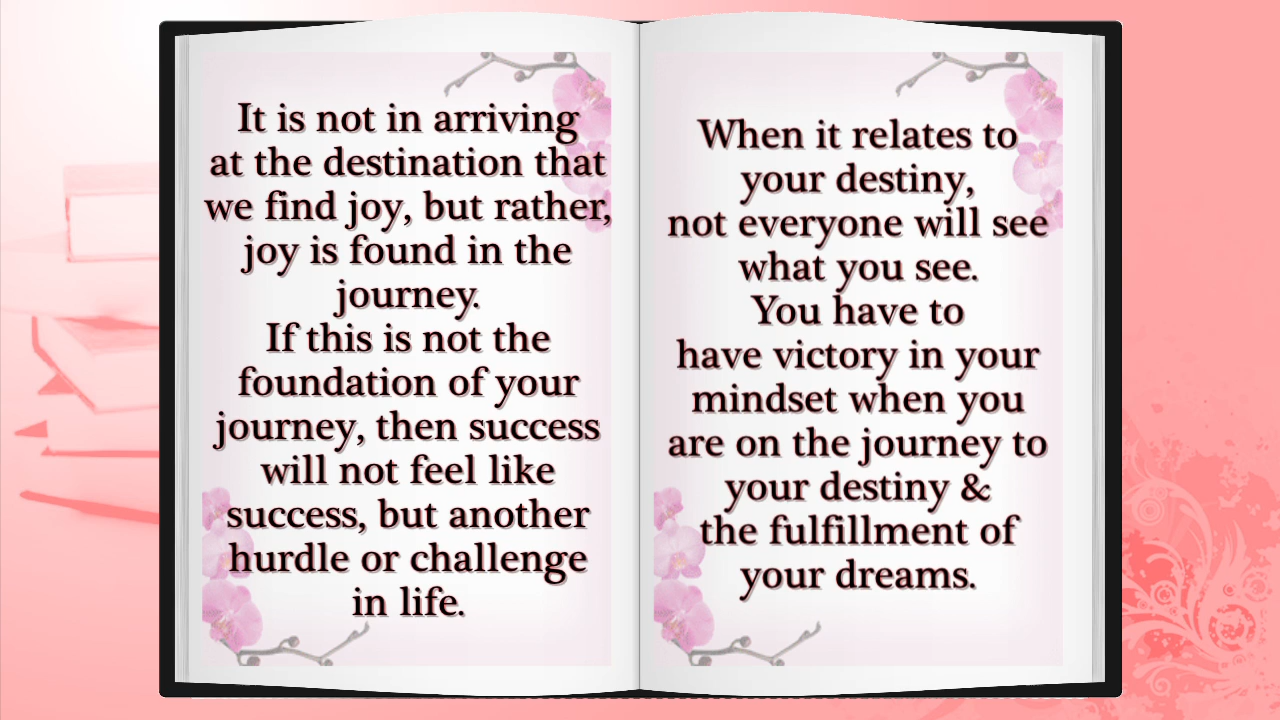 It is not in arriving
at the destination that
we find joy, but rather,
joy is found in the
journey.
If this is not the
foundation of your
journey, then success
will not feel like
success, but another
hurdle or challenge
in life.
When it relates to
your destiny,
not everyone will see
what you see.
You have to
have victory in your
mindset when you
are on the journey to
your destiny &
the fulfillment of
your dreams.